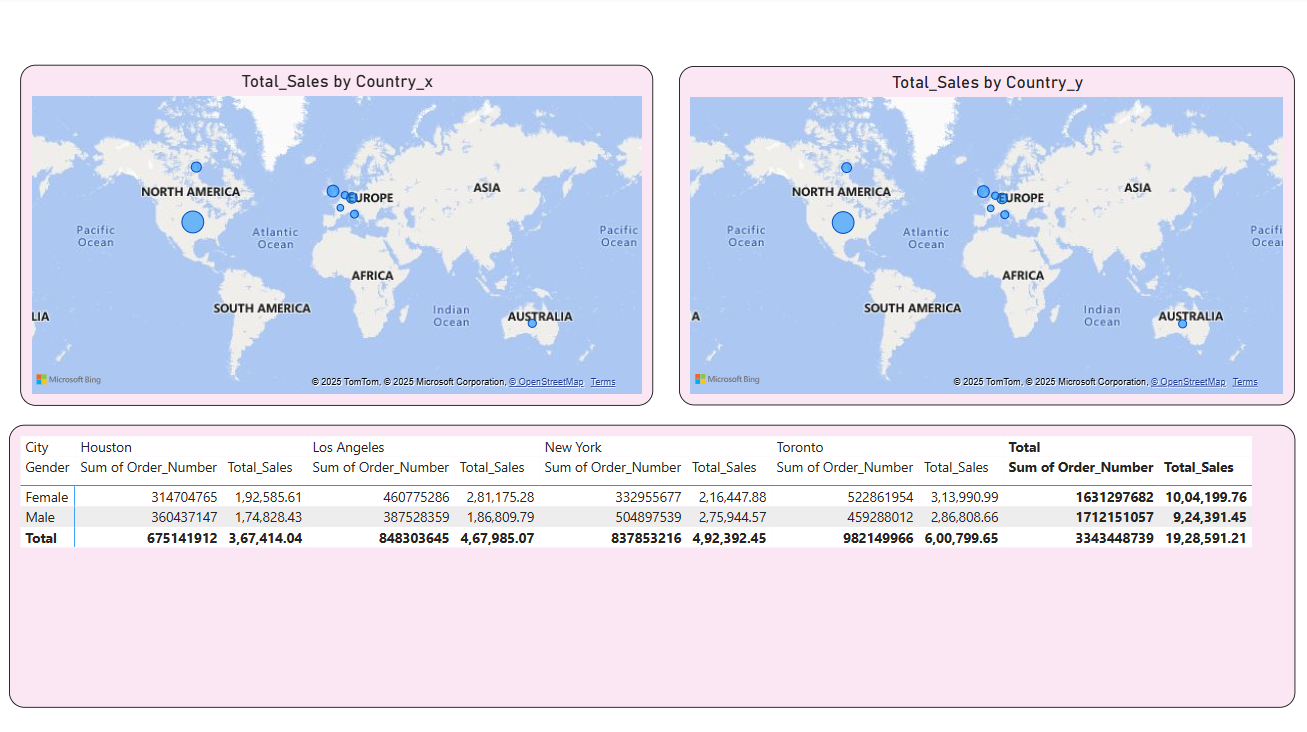 Total_Sales by Country_x
NORTH AMERICA
EUROPE
ASIA
Pacific
Ocean
Atlantic
Ocean
Pacific
Ocean
AFRICA
SOUTH AMERICA
Indian
Ocean
LIA
AUSTRALIA
Microsoft Bing
© 2025 TomTom, © 2025 Microsoft Corporation, © OpenStreetMap Terms
Total_Sales by Country_y
NORTH AMERICA
EUROPE
ASIA
Pacific
Ocean
Atlantic
Ocean
Pacifi
Ocean
AFRICA
SOUTH AMERICA
Indian
Ocean
A
AUSTRALIA
Microsoft Bing
© 2025 TomTom, © 2025 Microsoft Corporation, © OpenStreetMap Terms
City Houston Los Angeles New York Toronto Total
Gender Sum of Order_Number Total_Sales Sum of Order_Number Total_Sales Sum of Order_Number Total_Sales Sum of Order_Number Total_Sales Sum of Order_Number Total_Sales
Female 314704765 1,92,585.61 460775286 2,81,175.28 332955677 2,16,447.88 522861954 3,13,990.99 1631297682 10,04,199.76
Male 360437147 1,74,828.43 387528359 1,86,809.79 504897539 2,75,944.57 459288012 2,86,808.66 1712151057 9,24,391.45
Total 675141912 3,67,414.04 848303645 4,67,985.07 837853216 4,92,392.45 982149966 6,00,799.65 3343448739 19,28,591.21